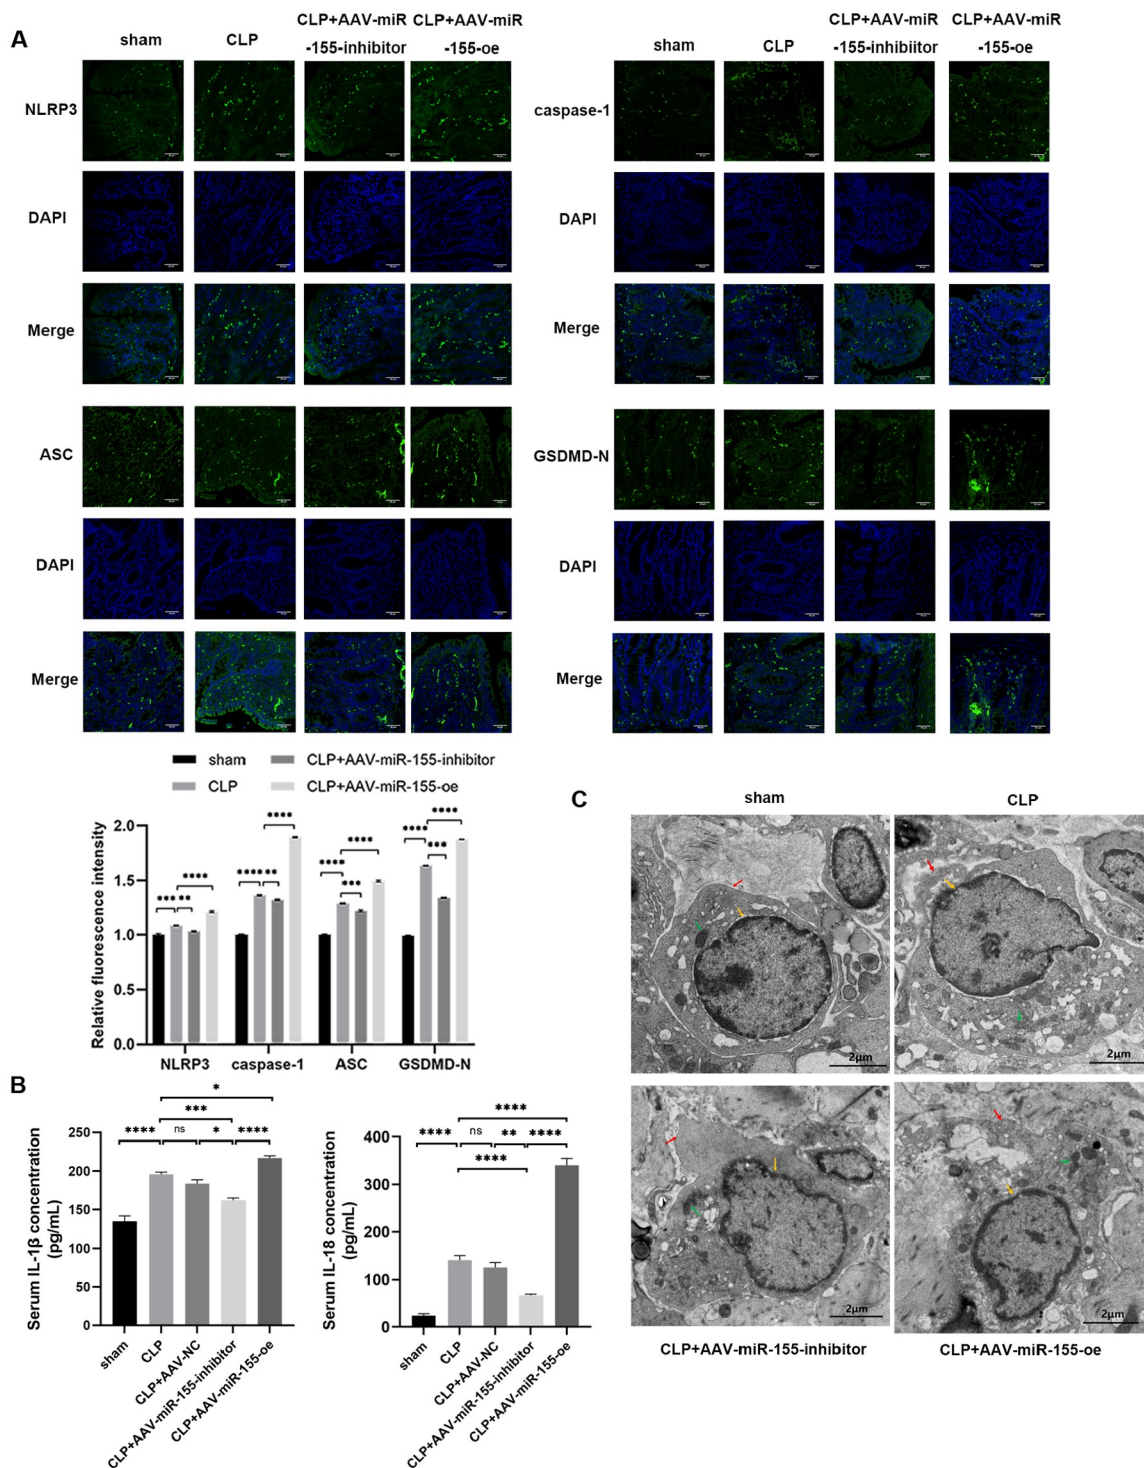 A
sham CLP CLP+AAV-miR -155-inhibitor CLP+AAV-miR -155-oe
NLRP3
DAPI
Merge
ASC
DAPI
Merge
sham CLP CLP+AAV-miR -155-inhibiitor CLP+AAV-miR -155-oe
caspase-1
DAPI
Merge
GSDMD-N
DAPI
Merge
sham CLP+AAV-miR-155-inhibitor
CLP CLP+AAV-miR-155-oe
Relative fluorescence intensity
2.0
1.5
1.0
0.5
0.0
*** ** ****
**** ** ****
**** *** ****
**** *** ****
NLRP3 caspase-1 ASC GSDMD-N
B
Serum IL-1β concentration
(pg/mL)
250
200
150
100
50
0
*
***
**** ns * ****
sham
CLP
CLP+AAV-NC
CLP+AAV-miR-155-inhibitor
CLP+AAV-miR-155-oe
Serum IL-18 concentration
(pg/mL)
400
300
200
100
0
****
**** ns ** ****
****
sham
CLP
CLP+AAV-NC
CLP+AAV-miR-155-inhibitor
CLP+AAV-miR-155-oe
C
sham CLP
2μm 2μm
2μm 2μm
CLP+AAV-miR-155-inhibitor CLP+AAV-miR-155-oe